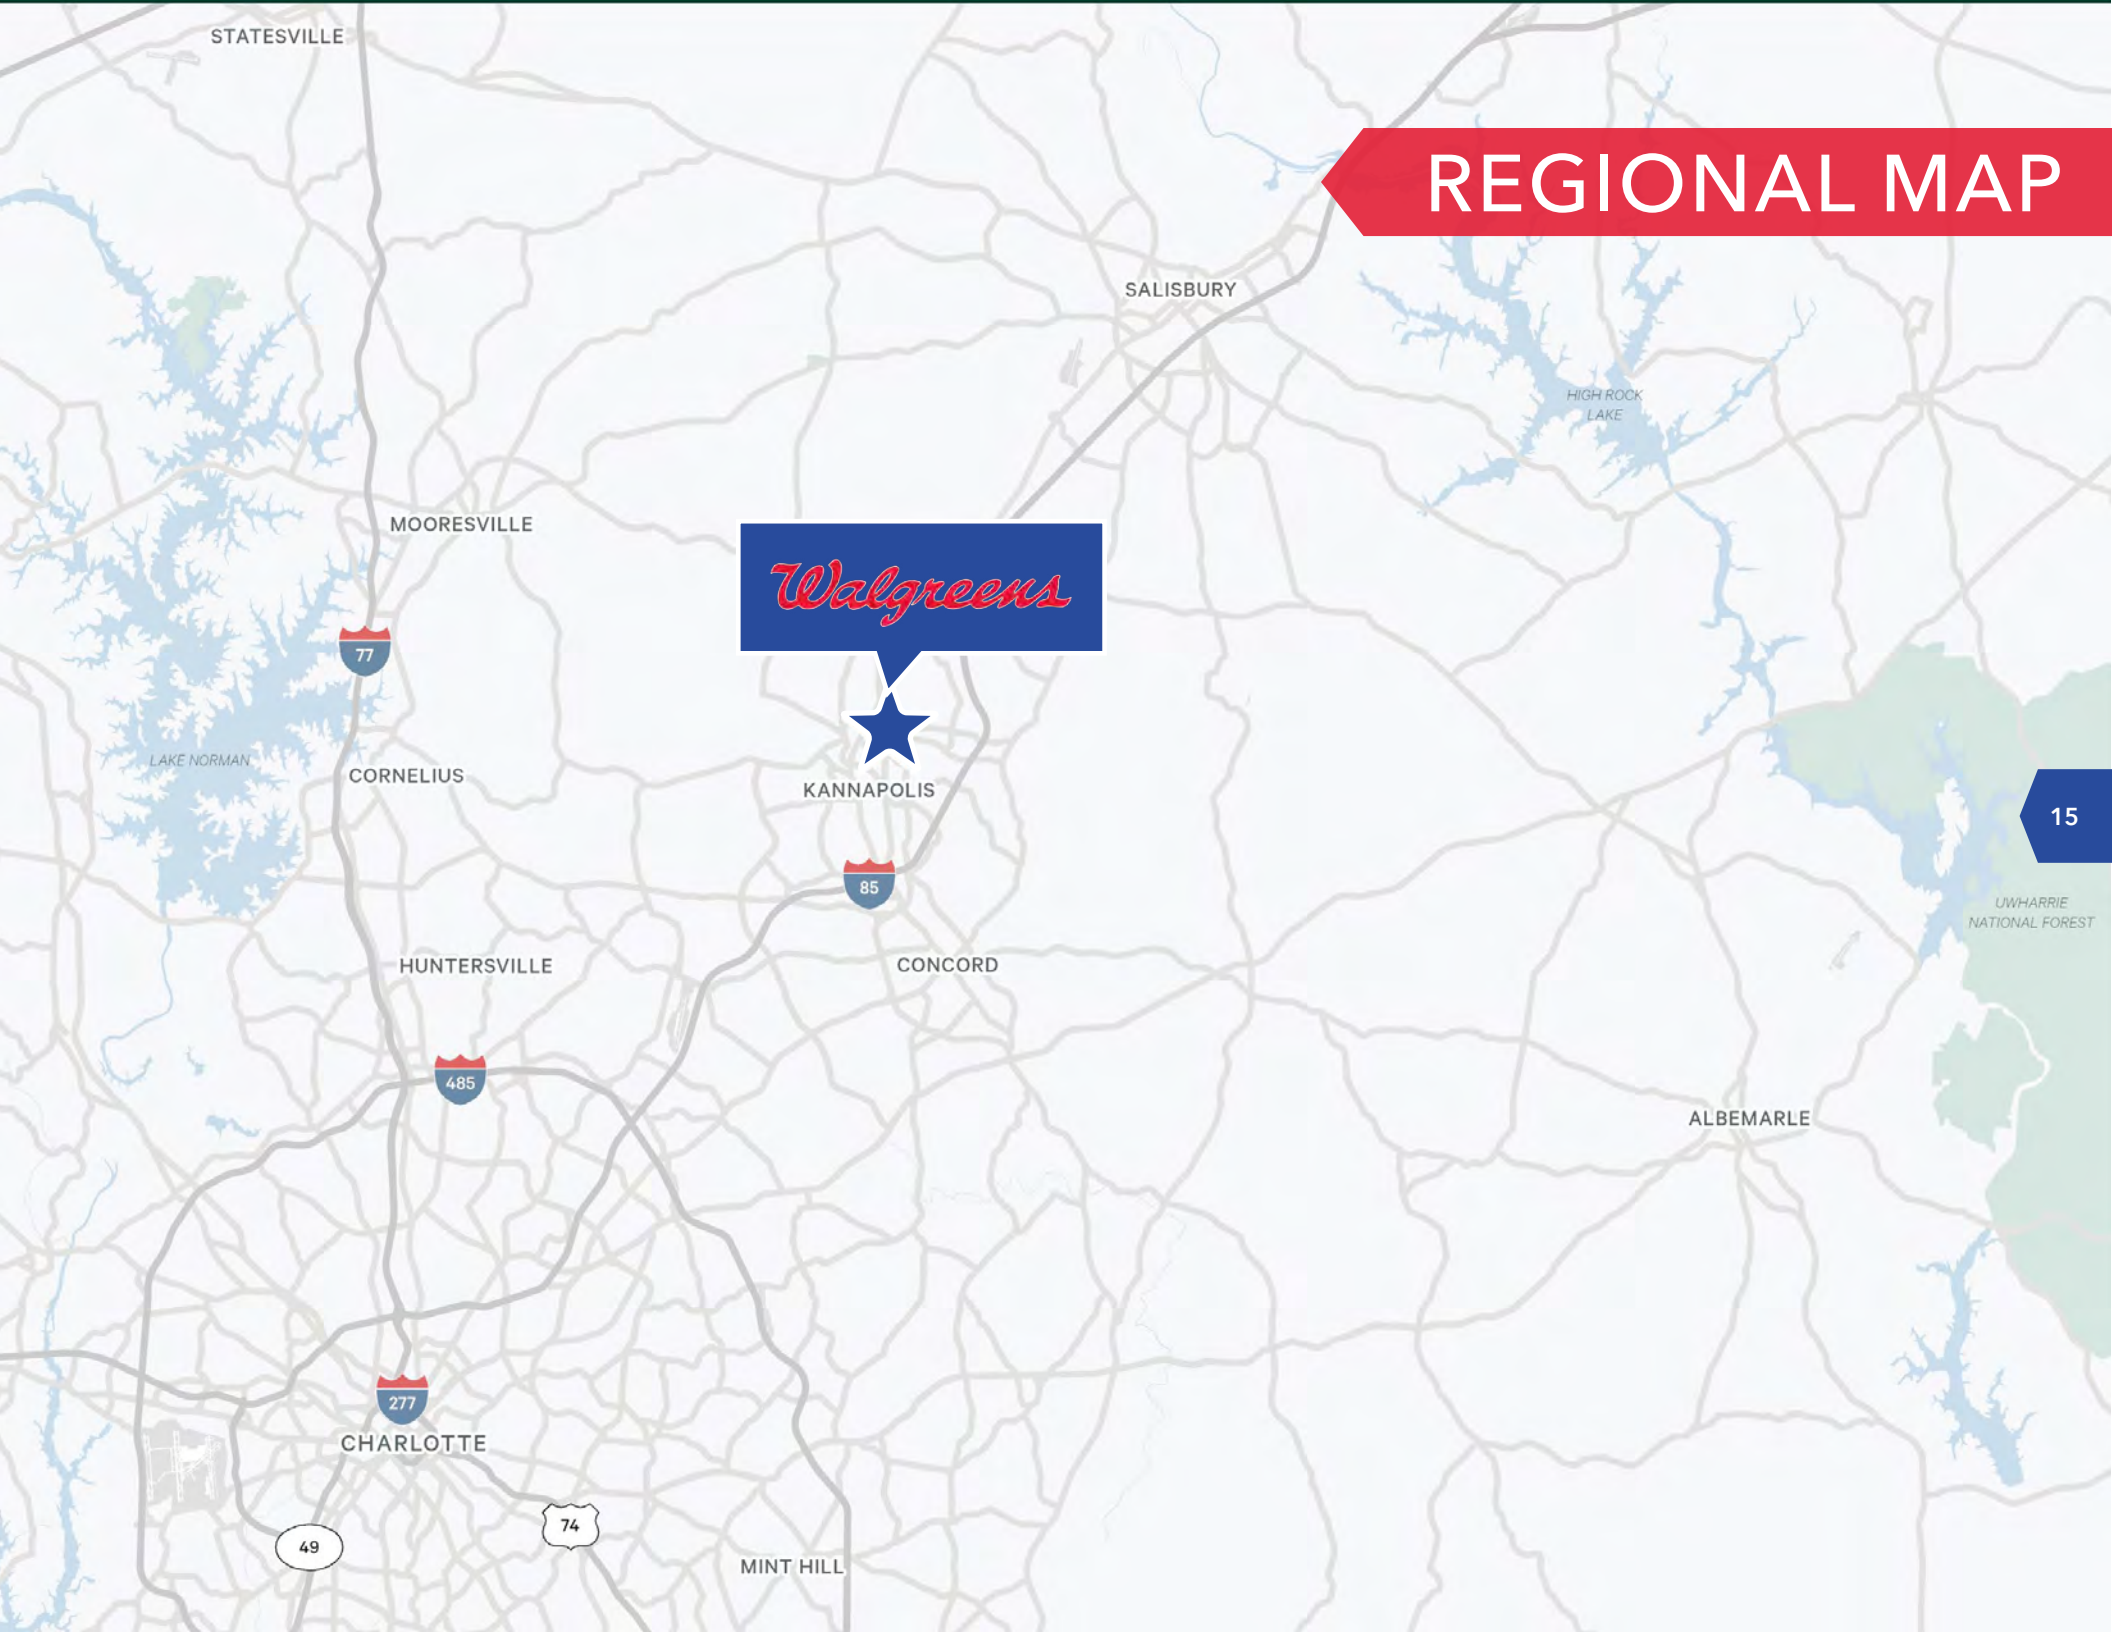 STATESVILLE
REGIONAL MAP
SALISBURY
HIGH ROCK
LAKE
MOORESVILLE
Walgreens
77
LAKE NORMAN
CORNELIUS
KANNAPOLIS
15
85
UWHARRIE
NATIONAL FOREST
HUNTERSVILLE
CONCORD
485
ALBEMARLE
277
CHARLOTTE
74
49
MINT HILL